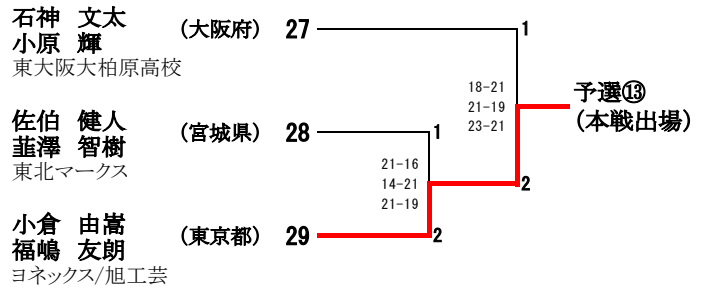 石神　文太
小原　輝
（大阪府） 27
東大阪大柏原高校
1
18-21
21-19
23-21
予選⑬
（本戦出場）
佐伯　健人
韮澤　智樹
（宮城県） 28
東北マークス
1
21-16
14-21
21-19
2
小倉　由嵩
福嶋　友朗
（東京都） 29
ヨネックス/旭工芸
2